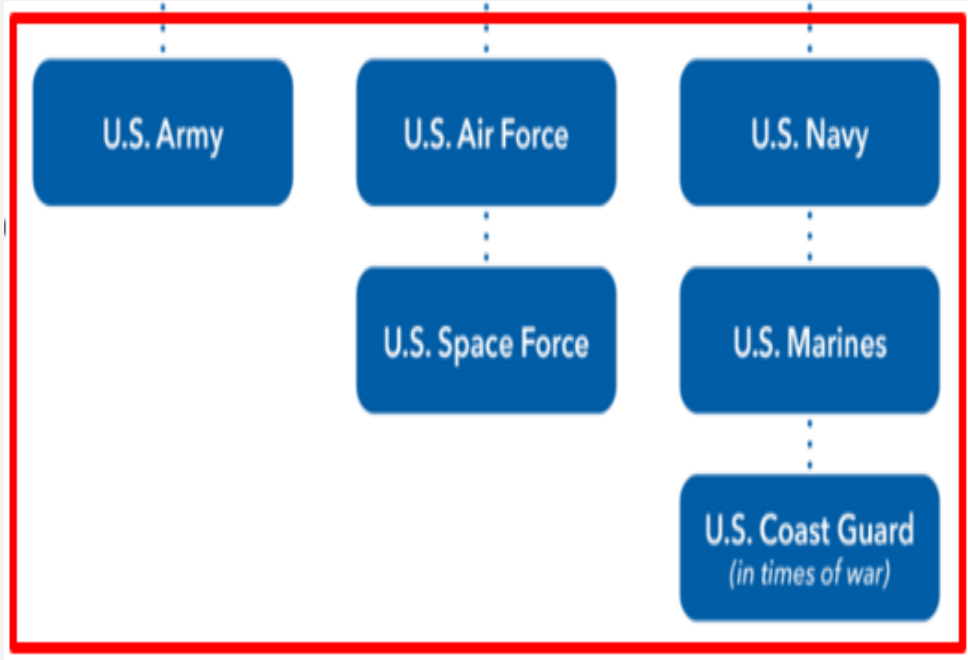 U.S. Army
U.S. Air Force
U.S. Navy
U.S. Space Force
U.S. Marines
U.S. Coast Guard
(in times of war)